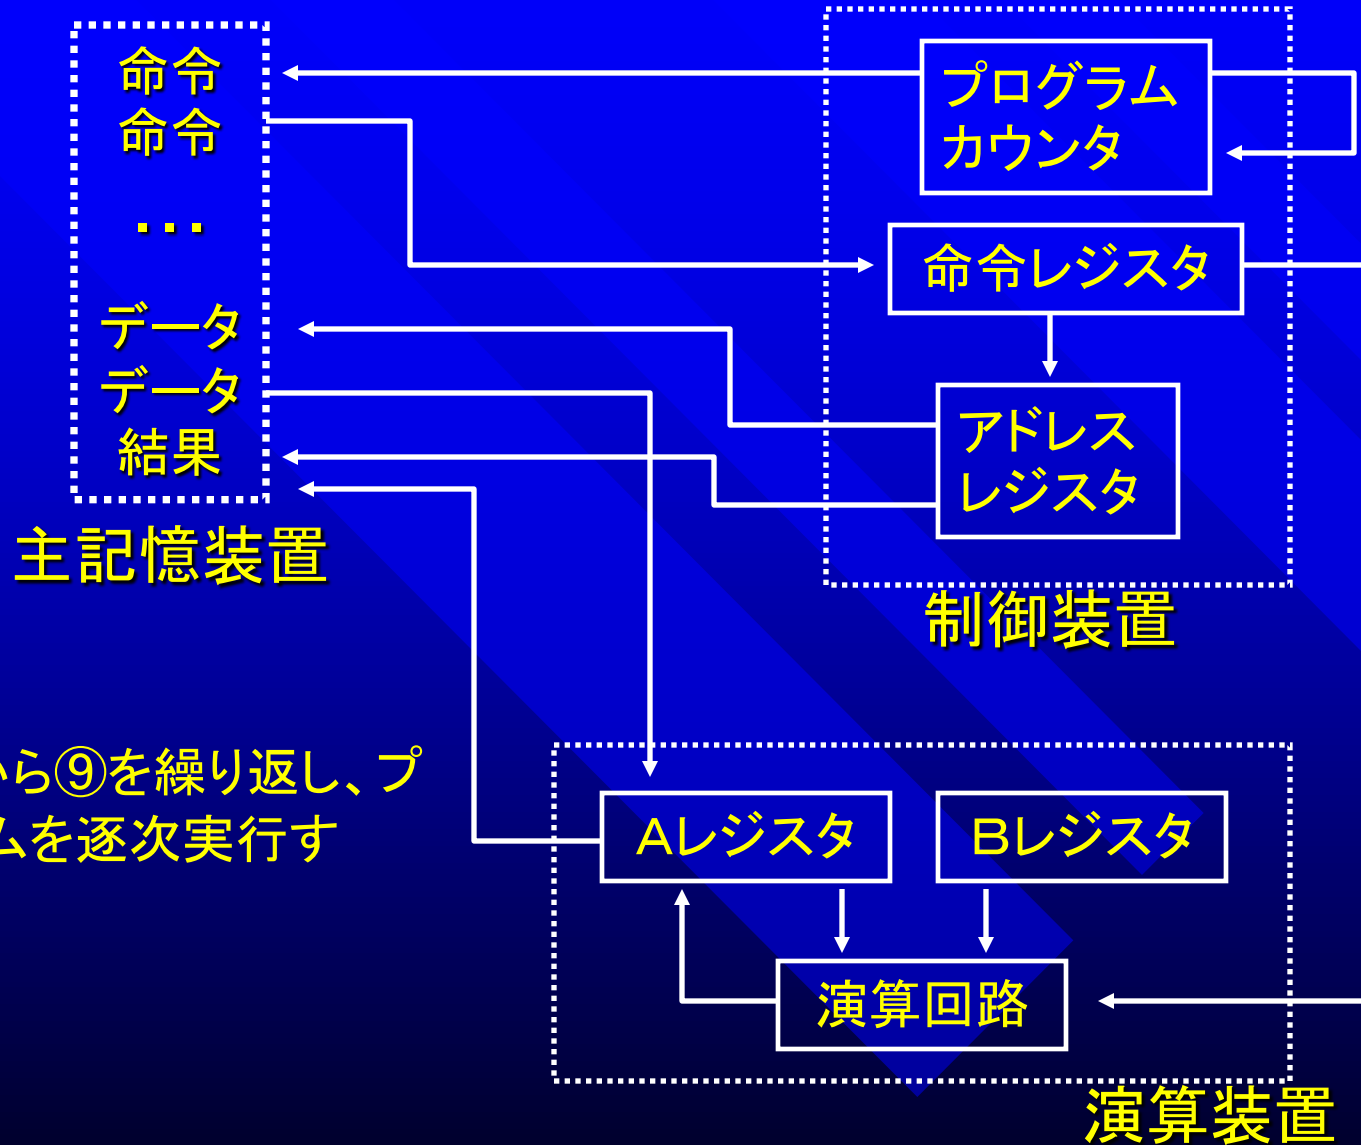 命令
命令
・・・
データ
データ
結果
主記憶装置
プログラム
カウンタ
命令レジスタ
アドレス
レジスタ
制御装置
から⑨を繰り返し、プ
ムを逐次実行す
Aレジスタ
Bレジスタ
演算回路
演算装置